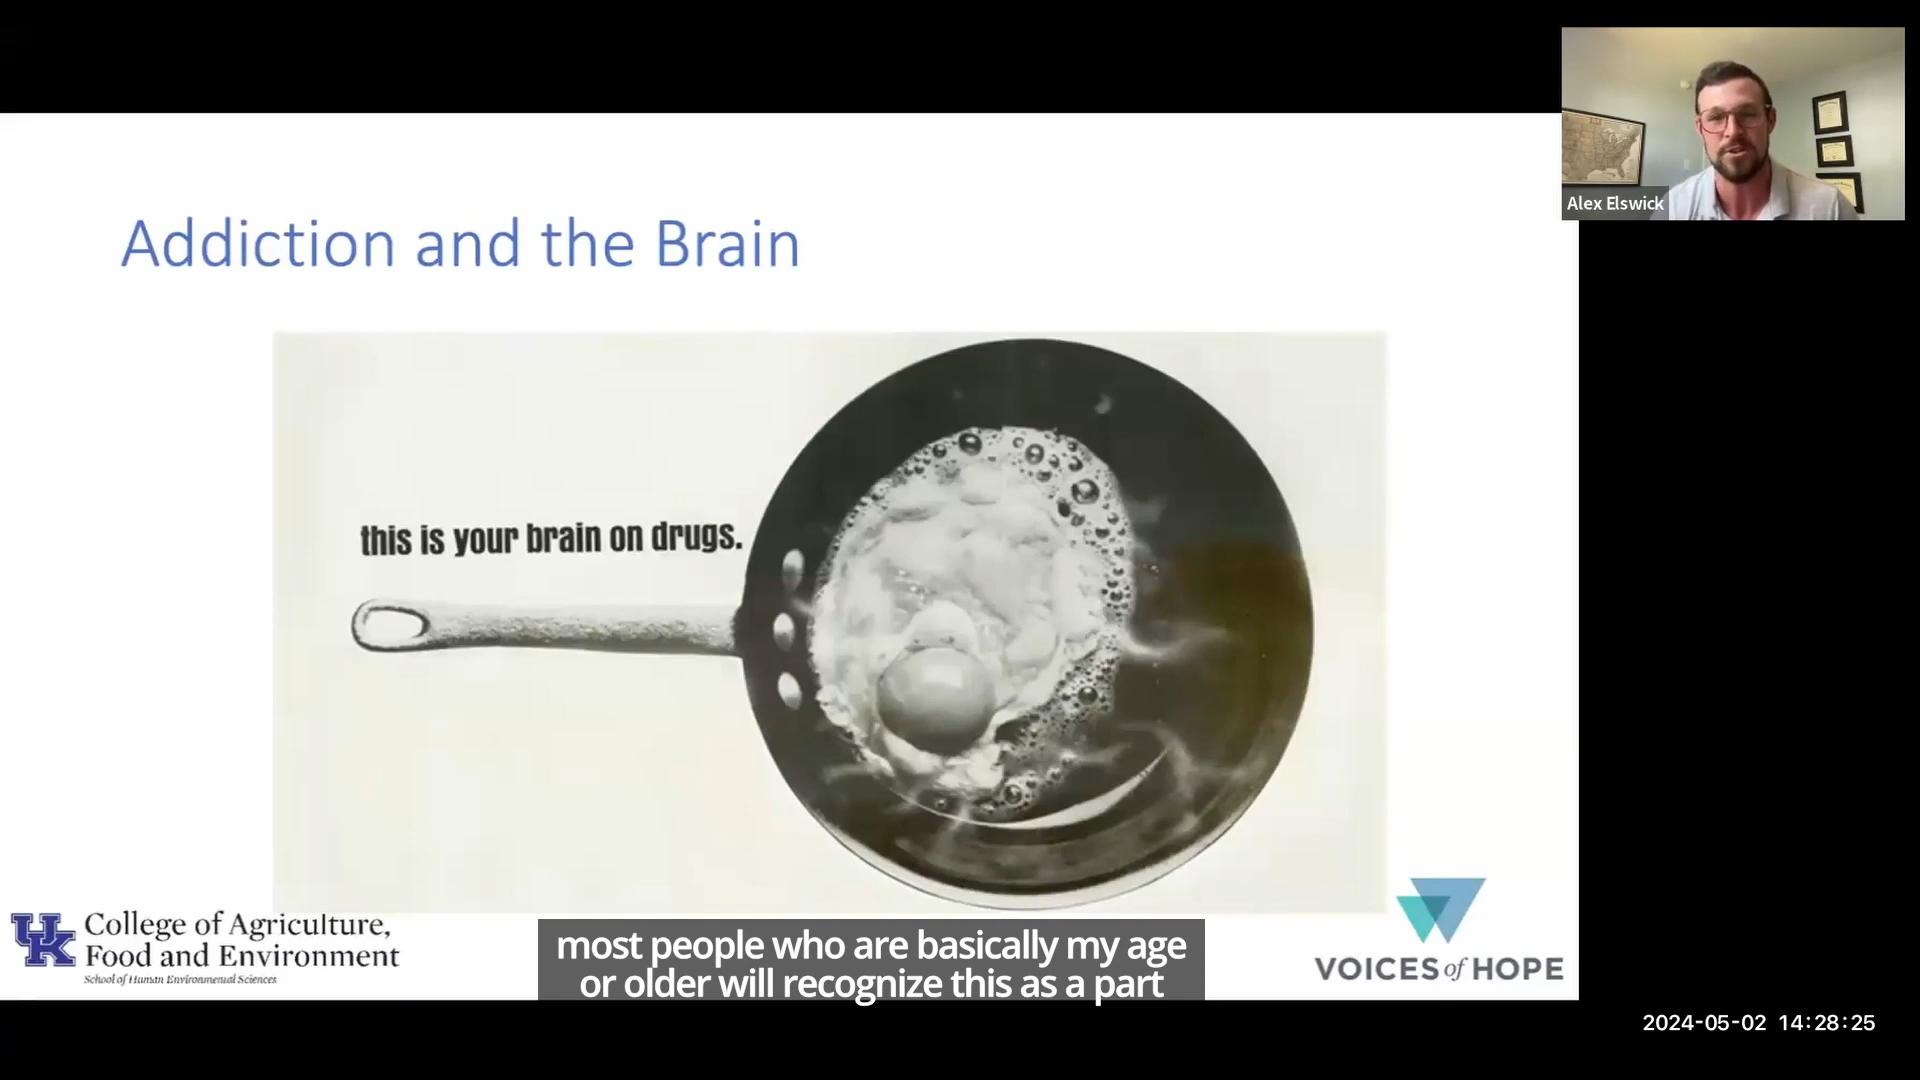 Alex Elswick
Addiction and the Brain
this is your brain on drugs.
UK
College of Agriculture,
Food and Environment
School of Human Environmental Sciences
most people who are basically my age
or older will recognize this as a part
VOICES of HOPE
2024-05-02 14:28:25